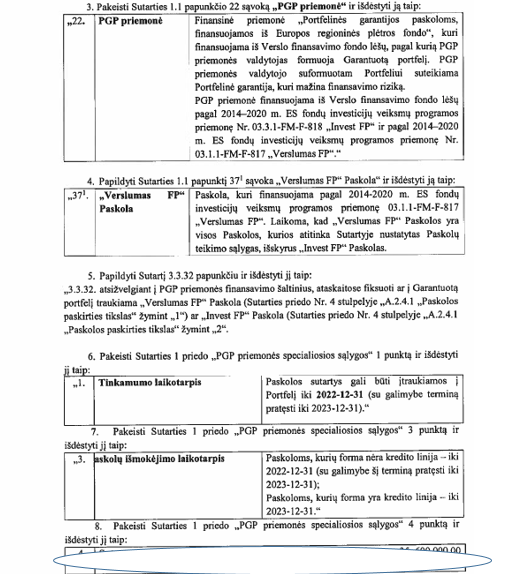 3. Pakeisti Sutarties 1.1 papunkčio 22 sąvoką „PGP priemonė“ ir išdėstyti ją taip:
„22. PGP priemonė Finansinė priemonė „Portfelinės garantijos paskoloms,
finansuojamos iš Europos regioninės plėtros fondo“, kuri
finansuojama iš Verslo finansavimo fondo lėšų, pagal kurią PGP
priemonės valdytojas formuoja Garantuotą portfelį. PGP
priemonės valdytojo suformuotam Portfeliui suteikiama
Portfelinė garantija, kuri mažina finansavimo riziką.
PGP priemonė finansuojama iš Verslo finansavimo fondo lėšų
pagal 2014–2020 m. ES fondų investicijų veiksmų programos
priemonę Nr. 03.3.1-FM-F-818 „Invest FP“ ir pagal 2014–2020
m. ES fondų investicijų veiksmų programos priemonę Nr.
03.1.1-FM-F-817 „Verslumas FP“.“
4. Papildyti Sutarties 1.1 punktį 37¹ sąvoka „Verslumas FP“ Paskola“ ir išdėstyti ją taip:
„37¹. „Verslumas FP“ Paskola, kuri finansuojama pagal 2014-2020 m. ES fondų
Paskola investicijų veiksmų programos priemonę 03.1.1-FM-F-817
„Verslumas FP“. Laikoma, kad „Verslumas FP“ Paskolos yra
visos Paskolos, kurios atitinka Sutartyje nustatytas Paskolų
teikimo sąlygas, išskyrus „Invest FP“ Paskolas.
5. Papildyti Sutartį 3.3.32 papunkčiu ir išdėstyti jį taip:
„3.3.32. atsižvelgiant į PGP priemonės finansavimo šaltinius, ataskaitose fiksuoti ar į Garantuotą
portfelį traukiama „Verslumas FP“ Paskola (Sutarties priedo Nr. 4 stulpelyje „A.2.4.1 „Paskolos
paskirties tikslas“ žymint „1“) ar „Invest FP“ Paskola (Sutarties priedo Nr. 4 stulpelyje „A.2.4.1
„Paskolos paskirties tikslas“ žymint „2“.
6. Pakeisti Sutarties 1 priedo „PGP priemonės specialiosios sąlygos“ 1 punktą ir išdėstyti
jį taip:
„1. Tinkamumo laikotarpis Paskolos sutartys gali būti įtraukiamos į
Portfelį iki 2022-12-31 (su galimybe terminą
pratęsti iki 2023-12-31).“
7. Pakeisti Sutarties 1 priedo „PGP priemonės specialiosios sąlygos“ 3 punktą ir
išdėstyti jį taip:
„3. askolų išmokėjimo laikotarpis Paskoloms, kurių forma nėra kredito linija – iki
2022-12-31 (su galimybe šį terminą pratęsti iki
2023-12-31);
Paskoloms, kurių forma yra kredito linija – iki
2023-12-31.“
8. Pakeisti Sutarties 1 priedo „PGP priemonės specialiosios sąlygos“ 4 punktą ir
išdėstyti jį taip: